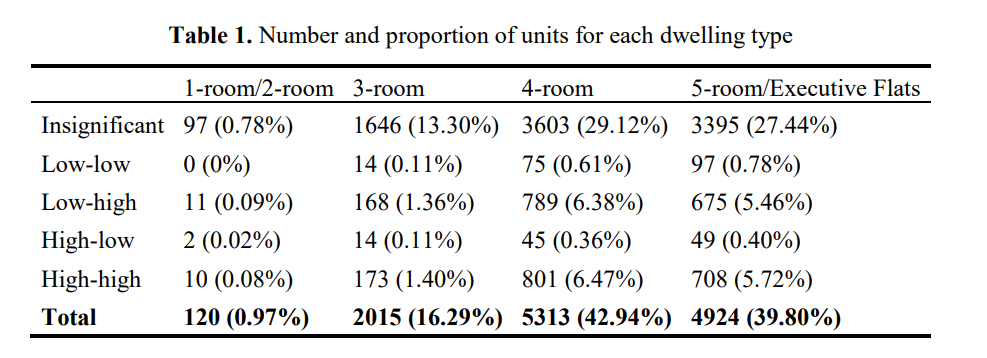 Table 1. Number and proportion of units for each dwelling type
1-room/2-room 3-room 4-room 5-room/Executive Flats
Insignificant 97 (0.78%) 1646 (13.30%) 3603 (29.12%) 3395 (27.44%)
Low-low 0 (0%) 14 (0.11%) 75 (0.61%) 97 (0.78%)
Low-high 11 (0.09%) 168 (1.36%) 789 (6.38%) 675 (5.46%)
High-low 2 (0.02%) 14 (0.11%) 45 (0.36%) 49 (0.40%)
High-high 10 (0.08%) 173 (1.40%) 801 (6.47%) 708 (5.72%)
Total 120 (0.97%) 2015 (16.29%) 5313 (42.94%) 4924 (39.80%)